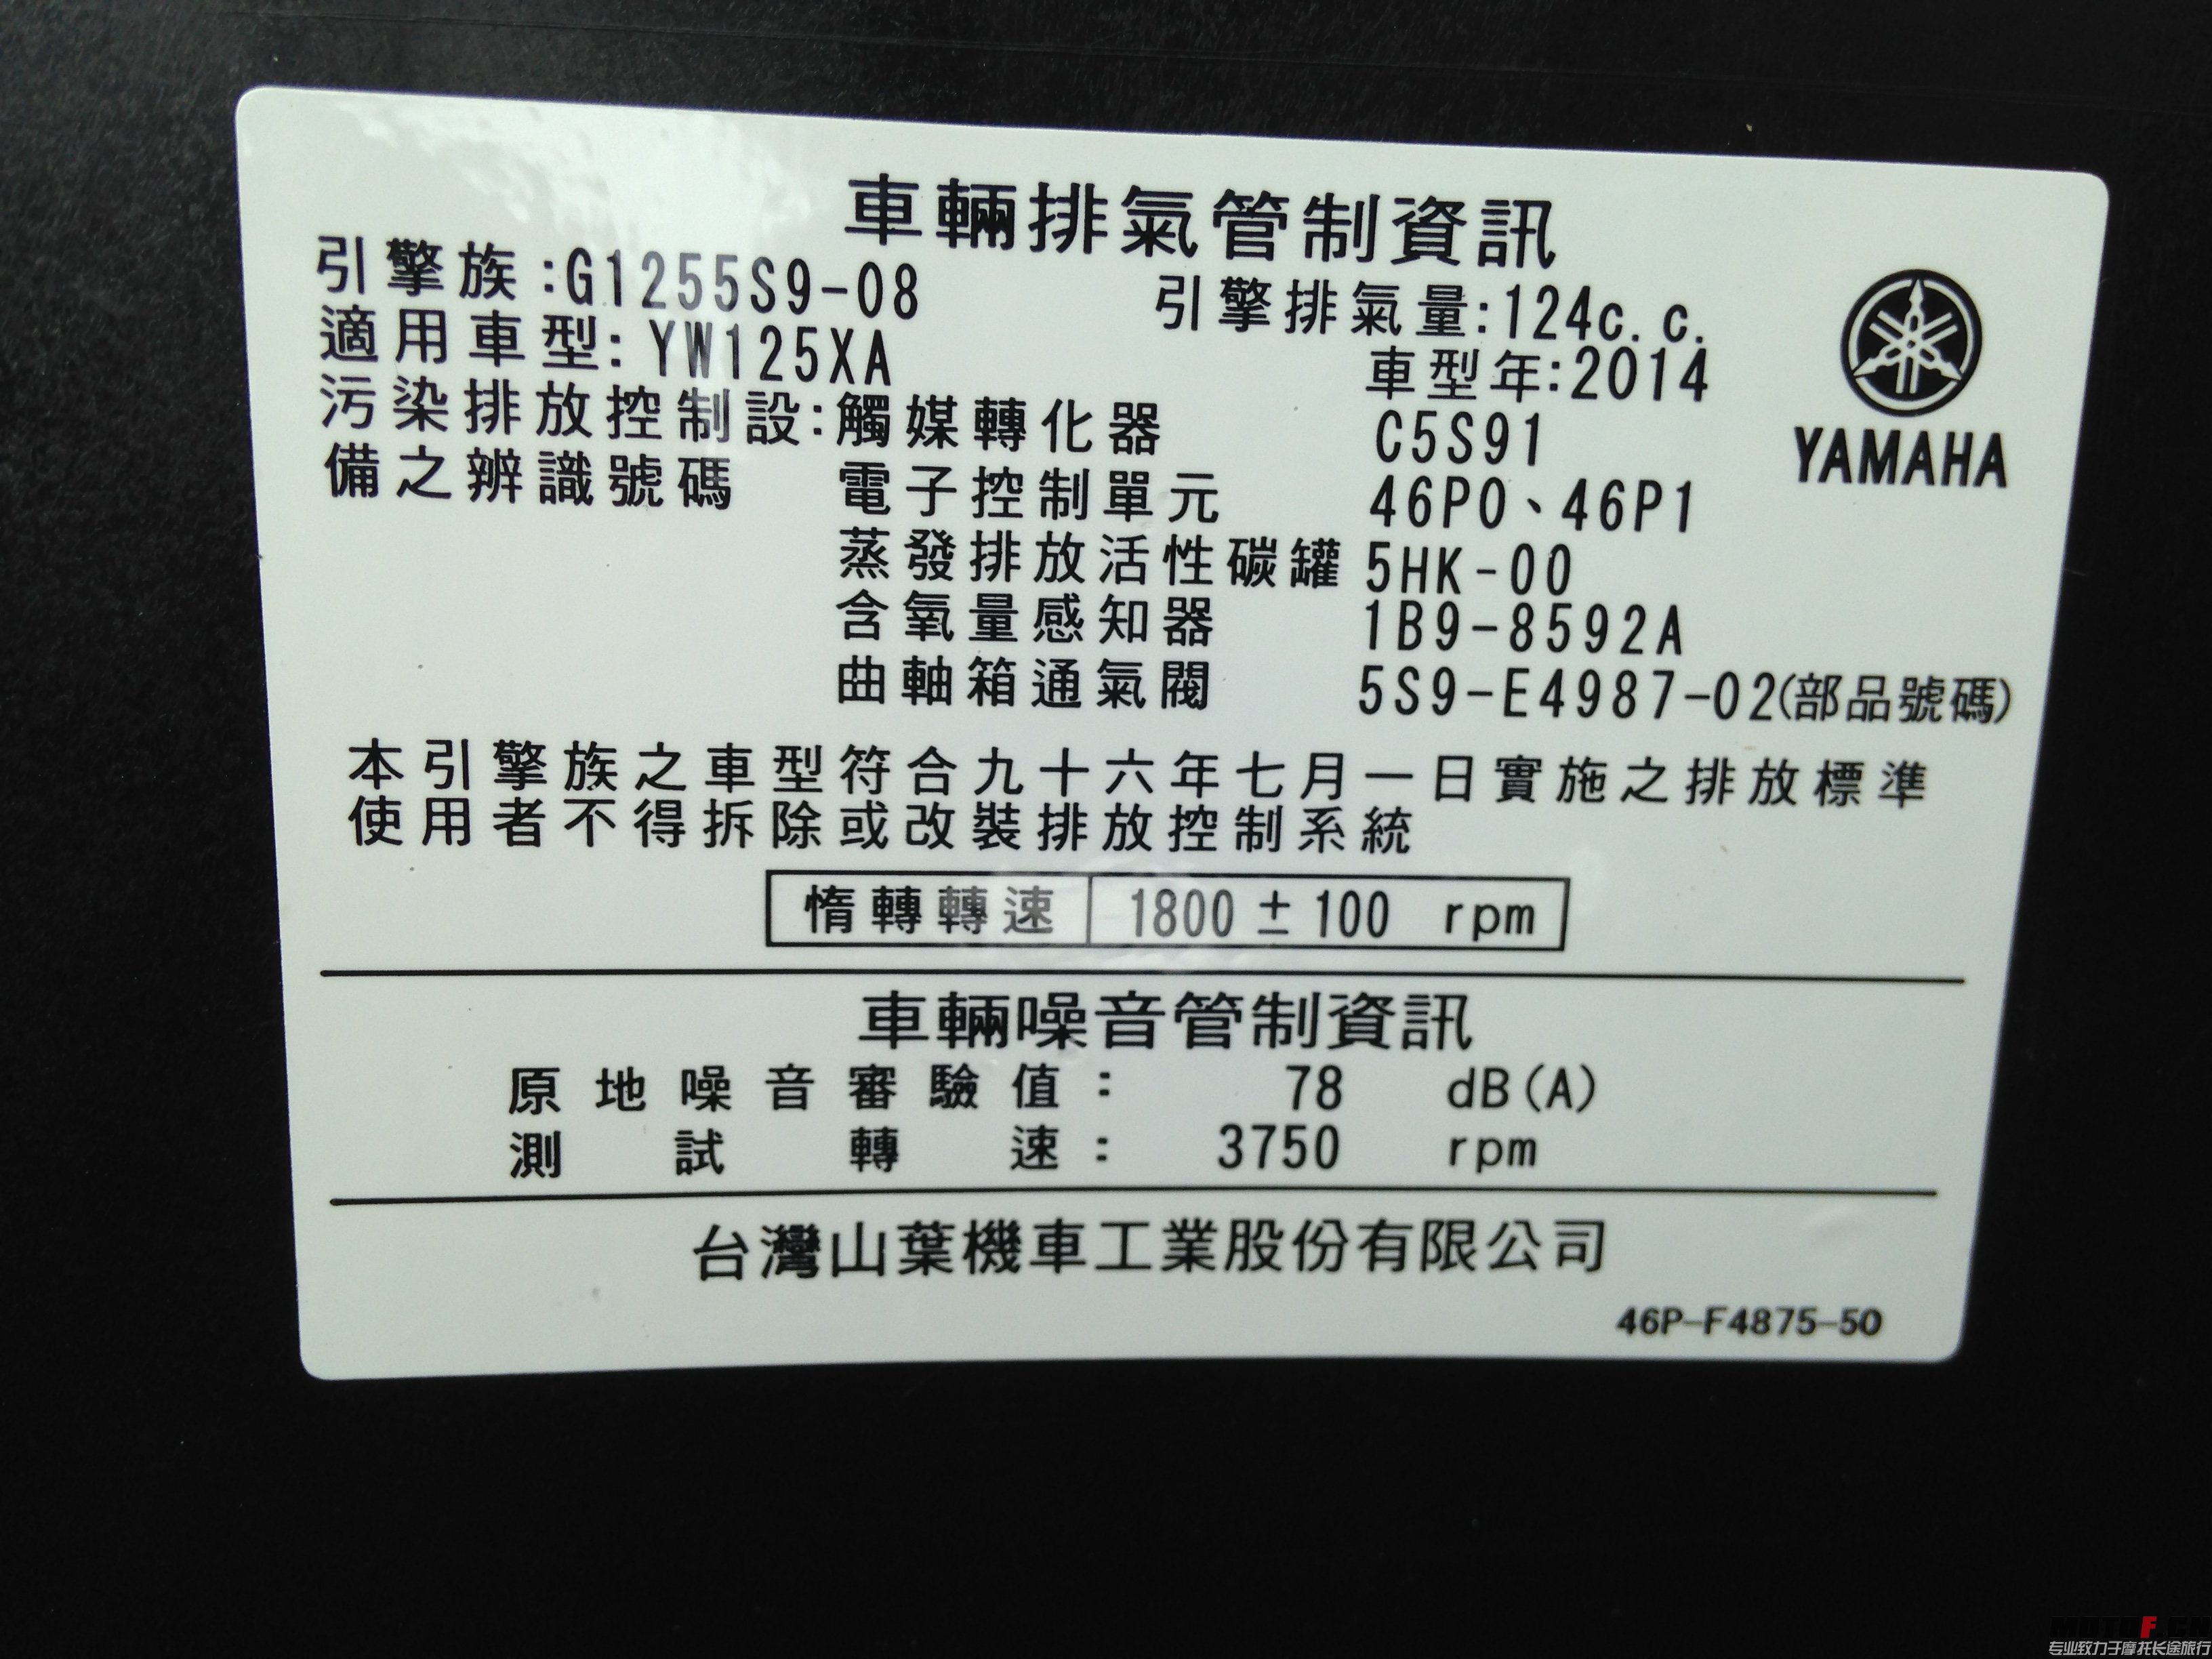 車輛排氣管制資訊
引擎族:G1255S9-08 引擎排氣量:124c.c.
適用車型:YW125XA 車型年:2014
YAMAHA
污染排放控制設:觸媒轉化器 C5S91
備之辨識號碼 電子控制單元 46P0、46P1
蒸發排放活性碳罐 5HK-00
含氧量感知器 1B9-8592A
曲軸箱通氣閥 5S9-E4987-02(部品號碼)
本引擎族之車型符合九十六年七月一日實施之排放標準
使用者不得拆除或改裝排放控制系統
惰轉轉速 1800±100 rpm
車輛噪音管制資訊
原地噪音審驗值: 78 dB(A)
測試轉速: 3750 rpm
台灣山葉機車工業股份有限公司
46P-F4875-50
MOTOF.CN
专业致力于摩托长途旅行